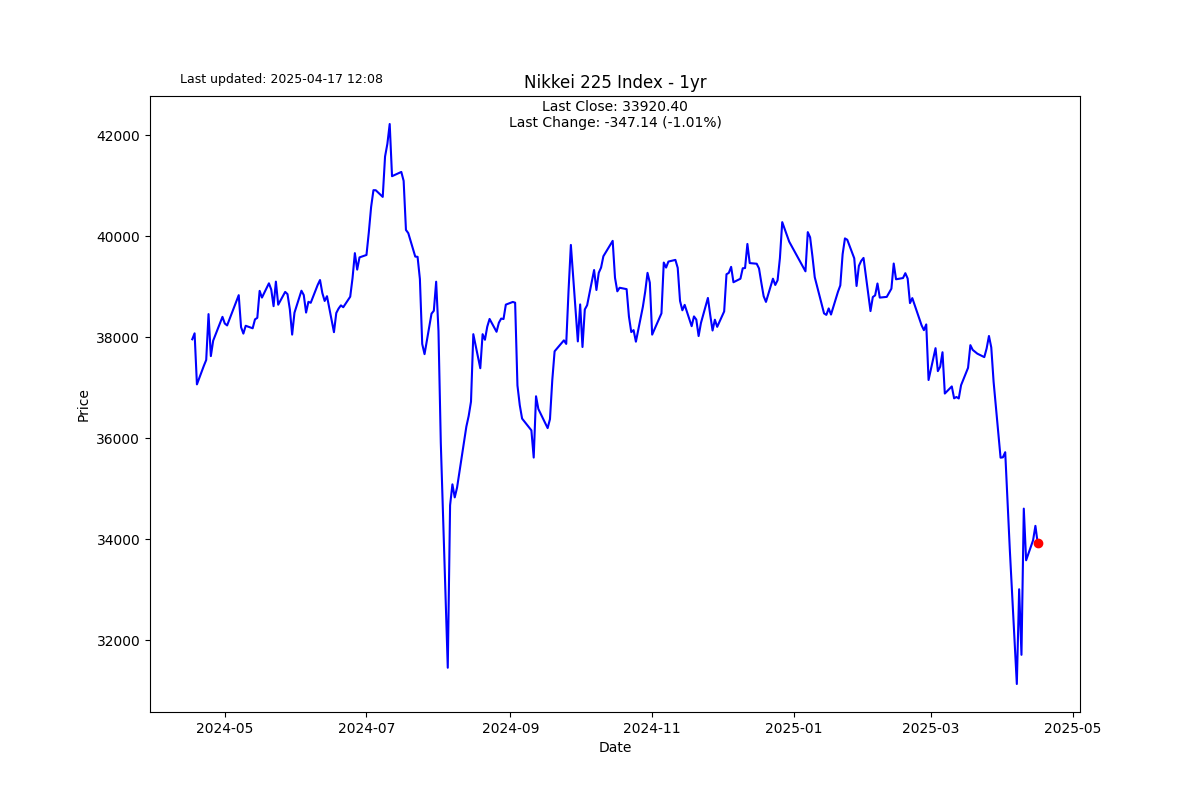 Last updated: 2025-04-17 12:08
Nikkei 225 Index - 1yr
Last Close: 33920.40
Last Change: -347.14 (-1.01%)
42000
40000
38000
36000
34000
32000
Price
2024-05
2024-07
2024-09
2024-11
2025-01
2025-03
2025-05
Date